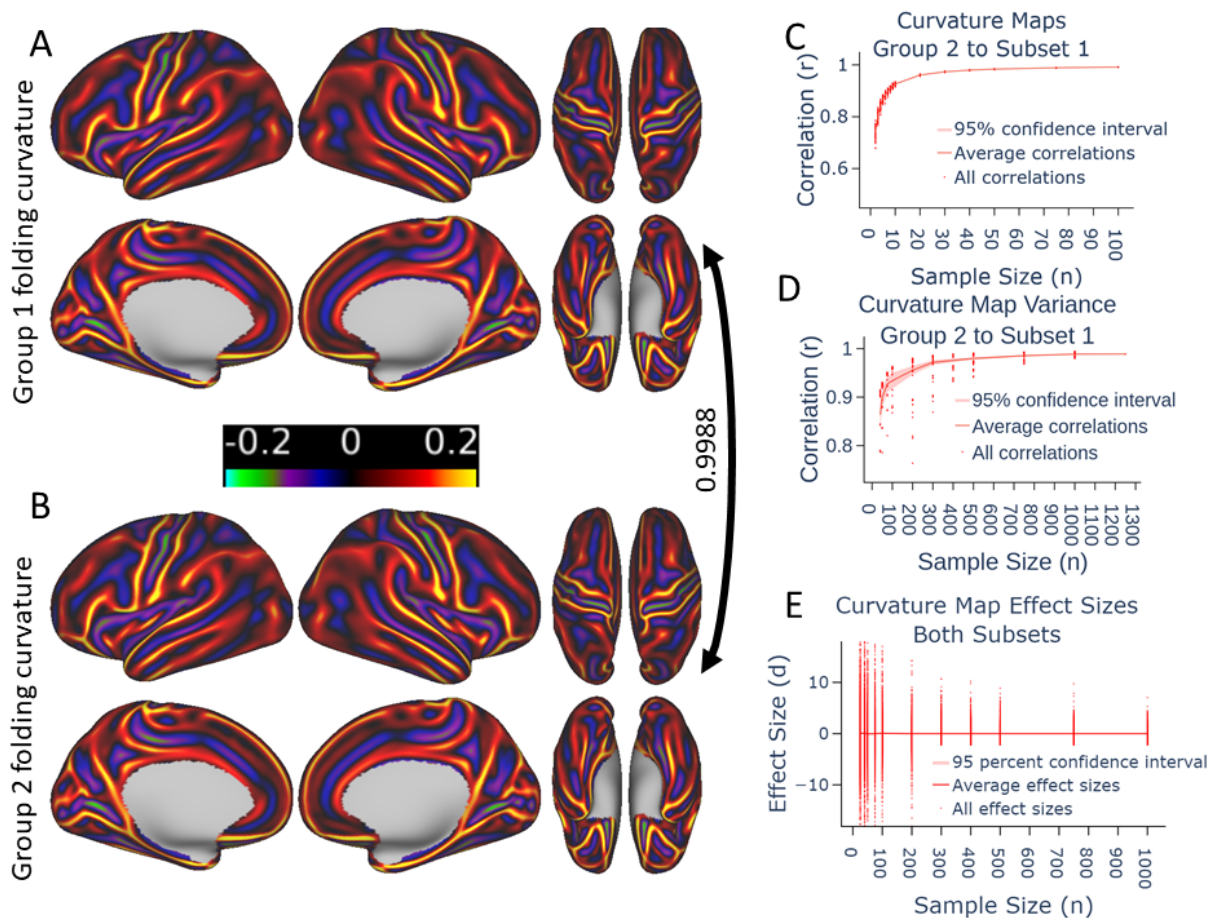 A
Group 1 folding curvature
-0.2 0 0.2
B
Group 2 folding curvature
0.9988
C
Curvature Maps
Group 2 to Subset 1
Correlation (r)
1
0.8
0.6
95% confidence interval
Average correlations
All correlations
0 10 20 30 40 50 60 70 80 90 100
Sample Size (n)
D
Curvature Map Variance
Group 2 to Subset 1
Correlation (r)
1
0.9
0.8
95% confidence interval
Average correlations
All correlations
0 100 200 300 400 500 600 700 800 900 1000 1100 1200 1300
Sample Size (n)
E
Curvature Map Effect Sizes
Both Subsets
Effect Size (d)
10
0
−10
95 percent confidence interval
Average effect sizes
All effect sizes
0 100 200 300 400 500 600 700 800 900 1000
Sample Size (n)